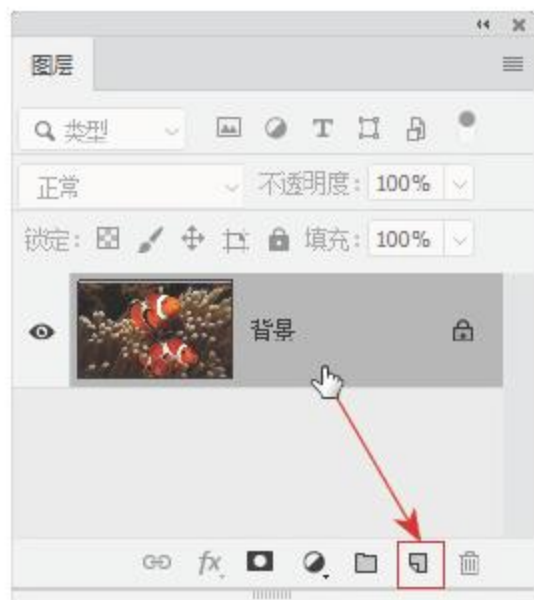 图层
类型
正常 不透明度: 100%
锁定: 填充: 100%
背景
fx